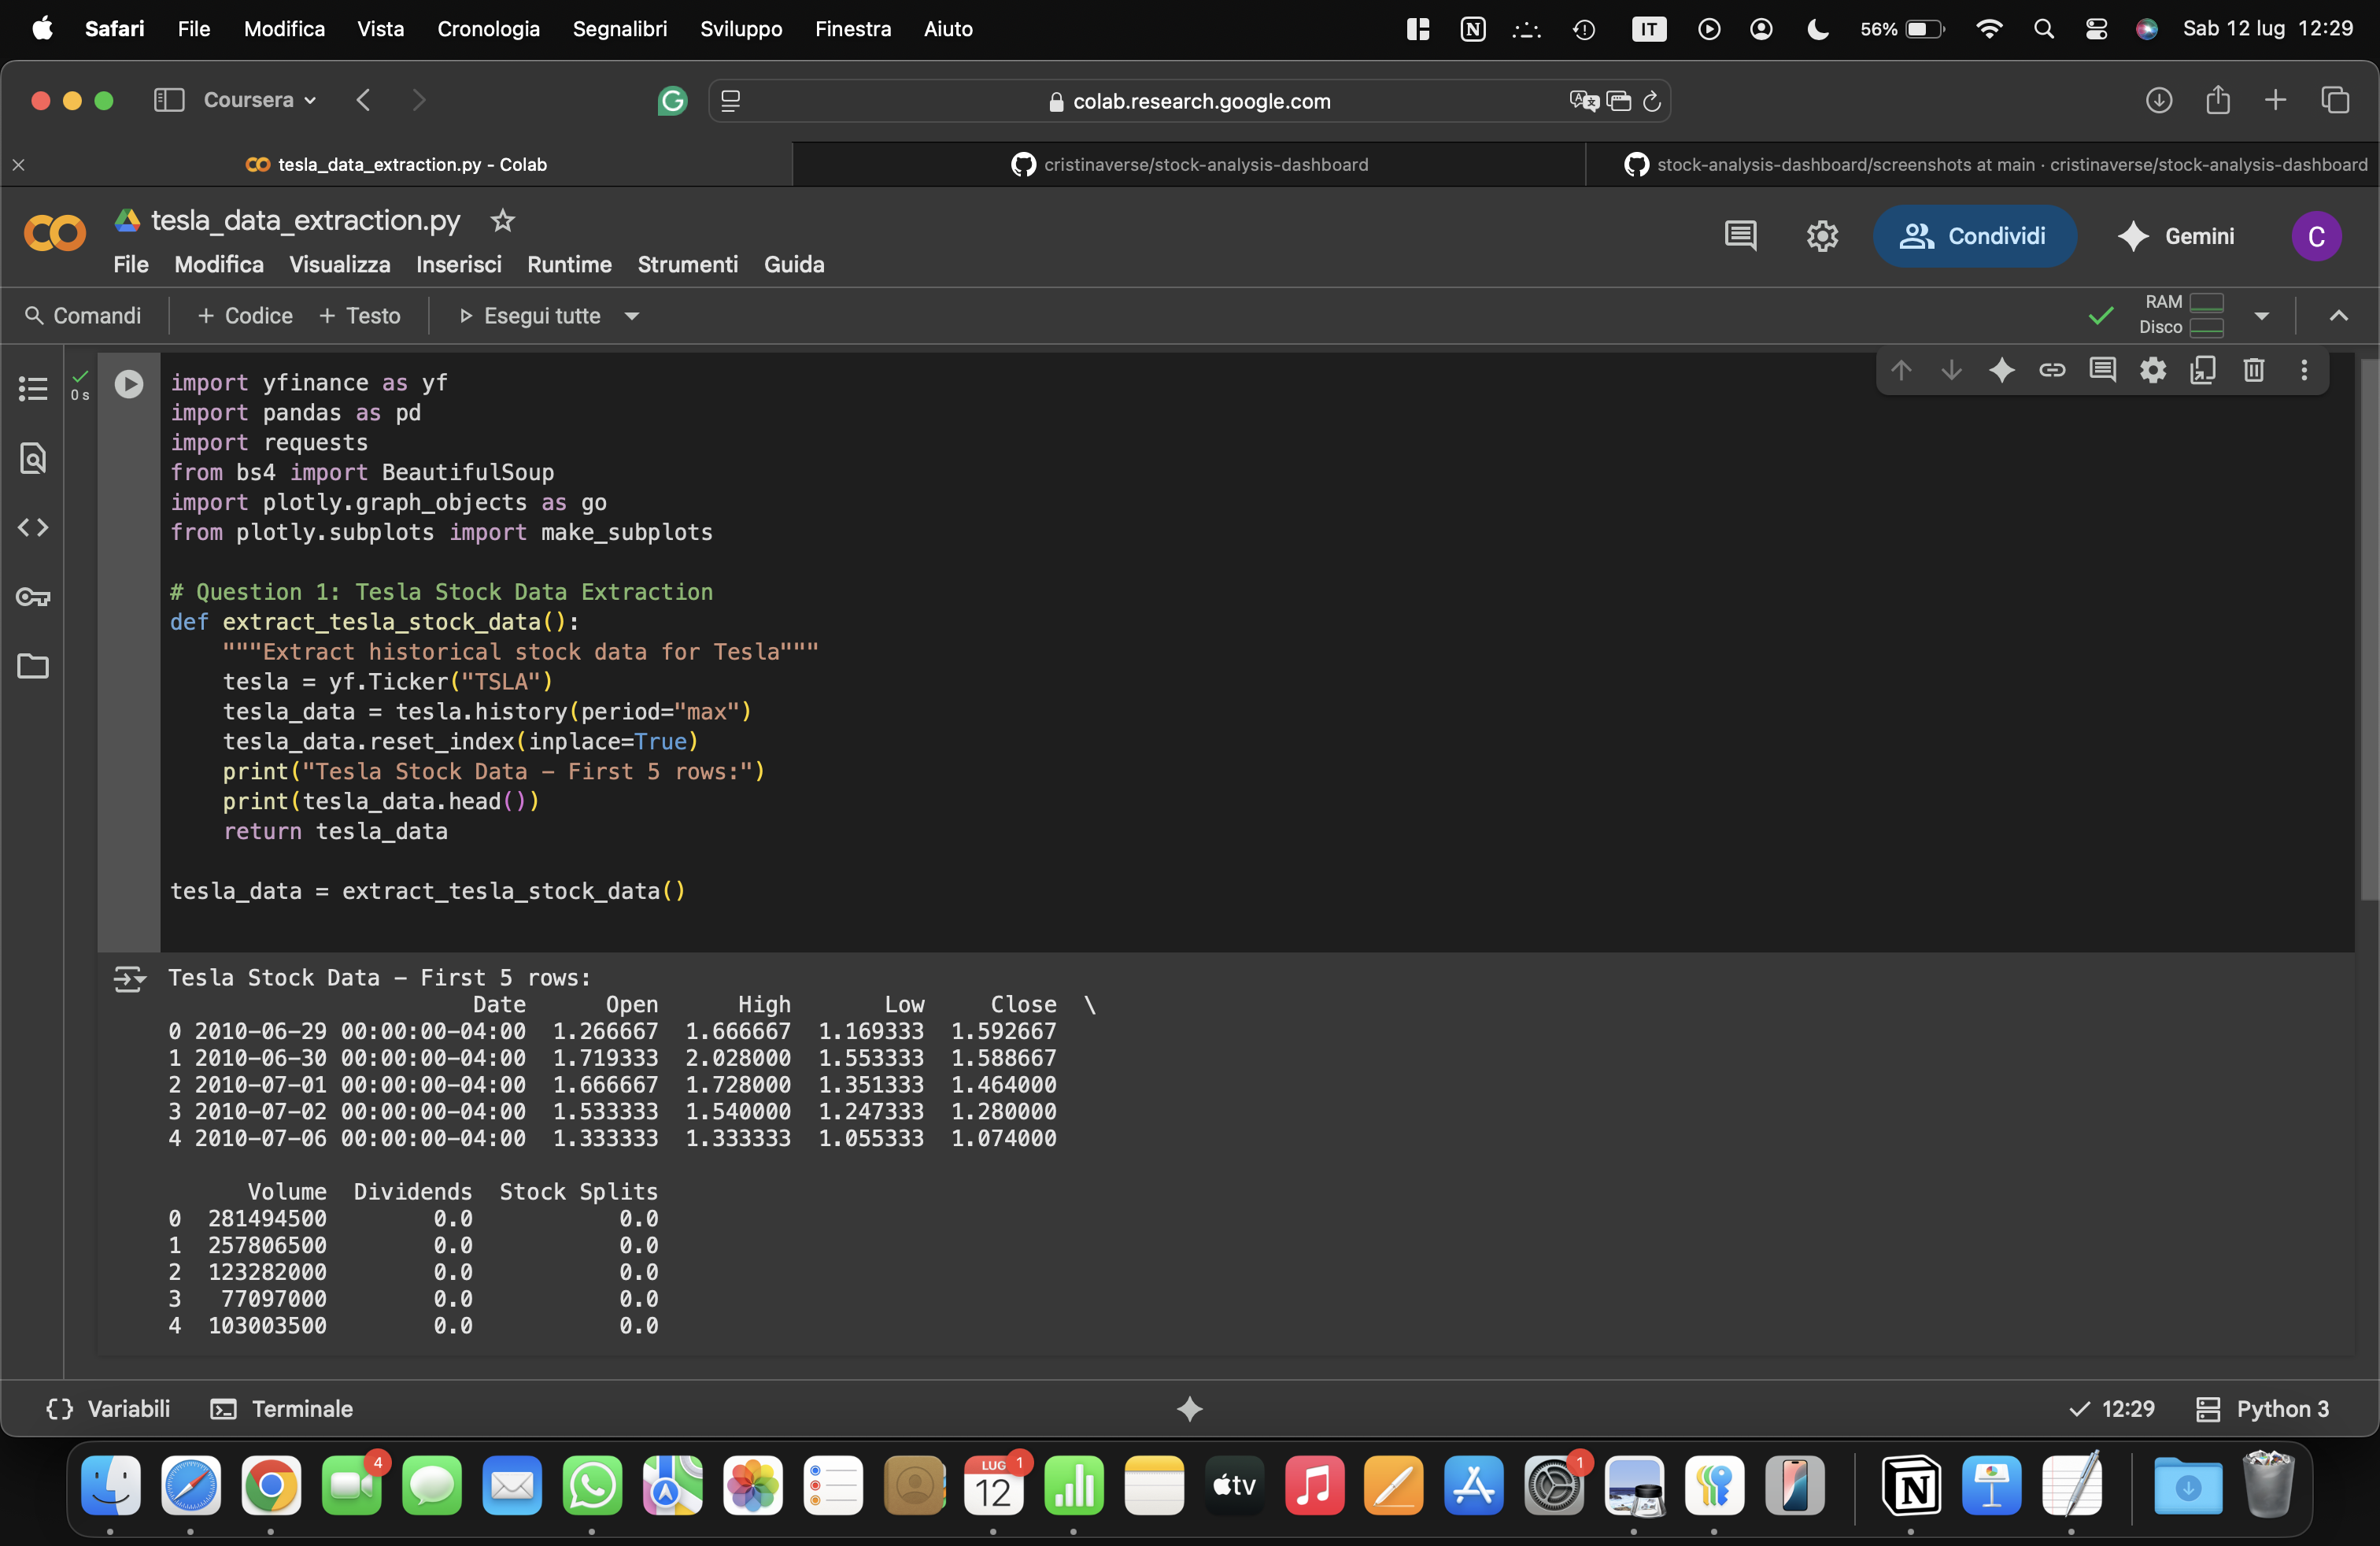 Safari File Modifica Vista Cronologia Segnalibri Sviluppo Finestra Aiuto IT 56% Sab 12 lug 12:29
Coursera colab.research.google.com
tesla_data_extraction.py - Colab cristinaverse/stock-analysis-dashboard stock-analysis-dashboard/screenshots at main · cristinaverse/stock-analysis-dashboard
tesla_data_extraction.py
Condividi Gemini C
File Modifica Visualizza Inserisci Runtime Strumenti Guida
Comandi + Codice + Testo Esegui tutte RAM
Disco
0 s
import yfinance as yf
import pandas as pd
import requests
from bs4 import BeautifulSoup
import plotly.graph_objects as go
from plotly.subplots import make_subplots
# Question 1: Tesla Stock Data Extraction
def extract_tesla_stock_data():
    """Extract historical stock data for Tesla"""
    tesla = yf.Ticker("TSLA")
    tesla_data = tesla.history(period="max")
    tesla_data.reset_index(inplace=True)
    print("Tesla Stock Data – First 5 rows:")
    print(tesla_data.head())
    return tesla_data
tesla_data = extract_tesla_stock_data()
Tesla Stock Data – First 5 rows:
Date Open High Low Close \
0 2010-06-29 00:00:00-04:00 1.266667 1.666667 1.169333 1.592667
1 2010-06-30 00:00:00-04:00 1.719333 2.028000 1.553333 1.588667
2 2010-07-01 00:00:00-04:00 1.666667 1.728000 1.351333 1.464000
3 2010-07-02 00:00:00-04:00 1.533333 1.540000 1.247333 1.280000
4 2010-07-06 00:00:00-04:00 1.333333 1.333333 1.055333 1.074000
Volume Dividends Stock Splits
0 281494500 0.0 0.0
1 257806500 0.0 0.0
2 123282000 0.0 0.0
3 77097000 0.0 0.0
4 103003500 0.0 0.0
Variabili Terminale 12:29 Python 3
4 LUG 1 1
12 tv